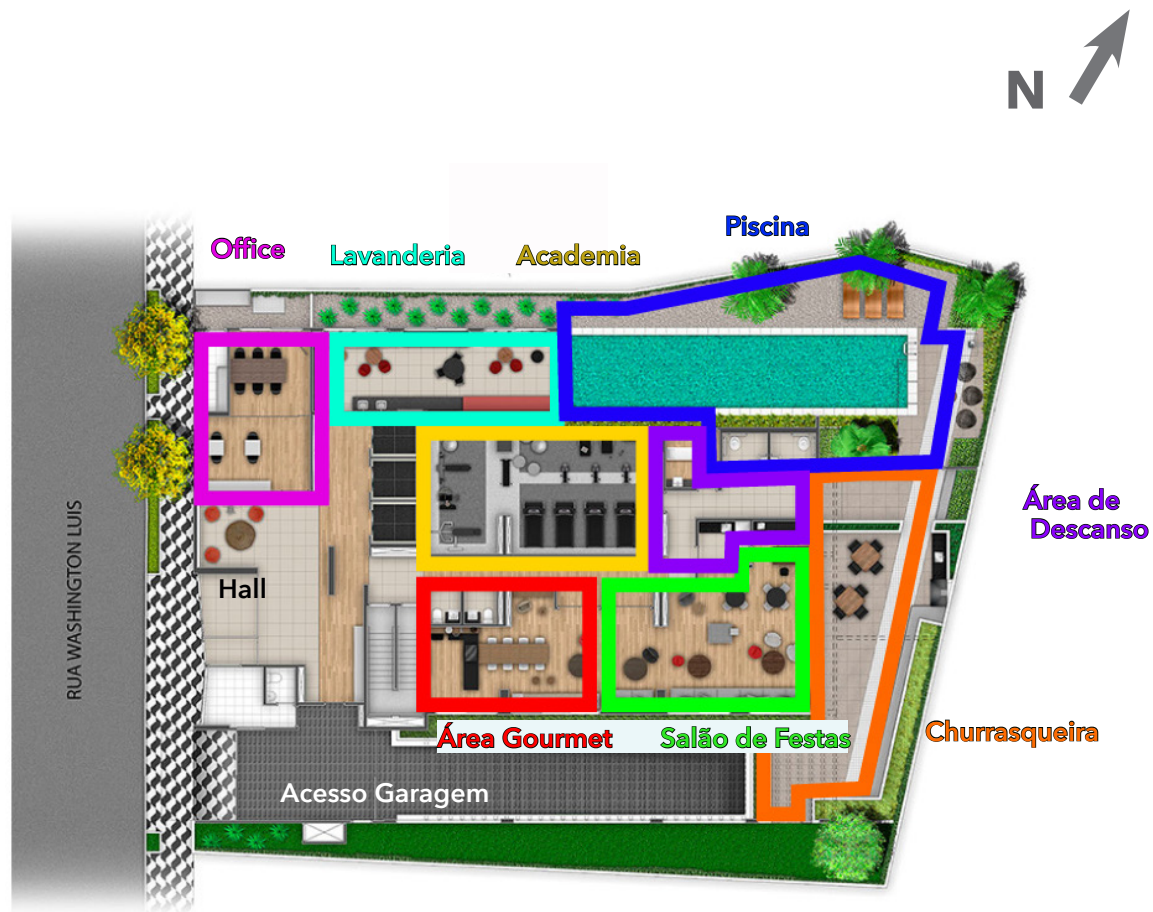 N
Piscina
Office
Lavanderia
Academia
Área de
Descanso
RUA WASHINGTON LUIS
Hall
Área Gourmet
Salão de Festas
Churrasqueira
Acesso Garagem